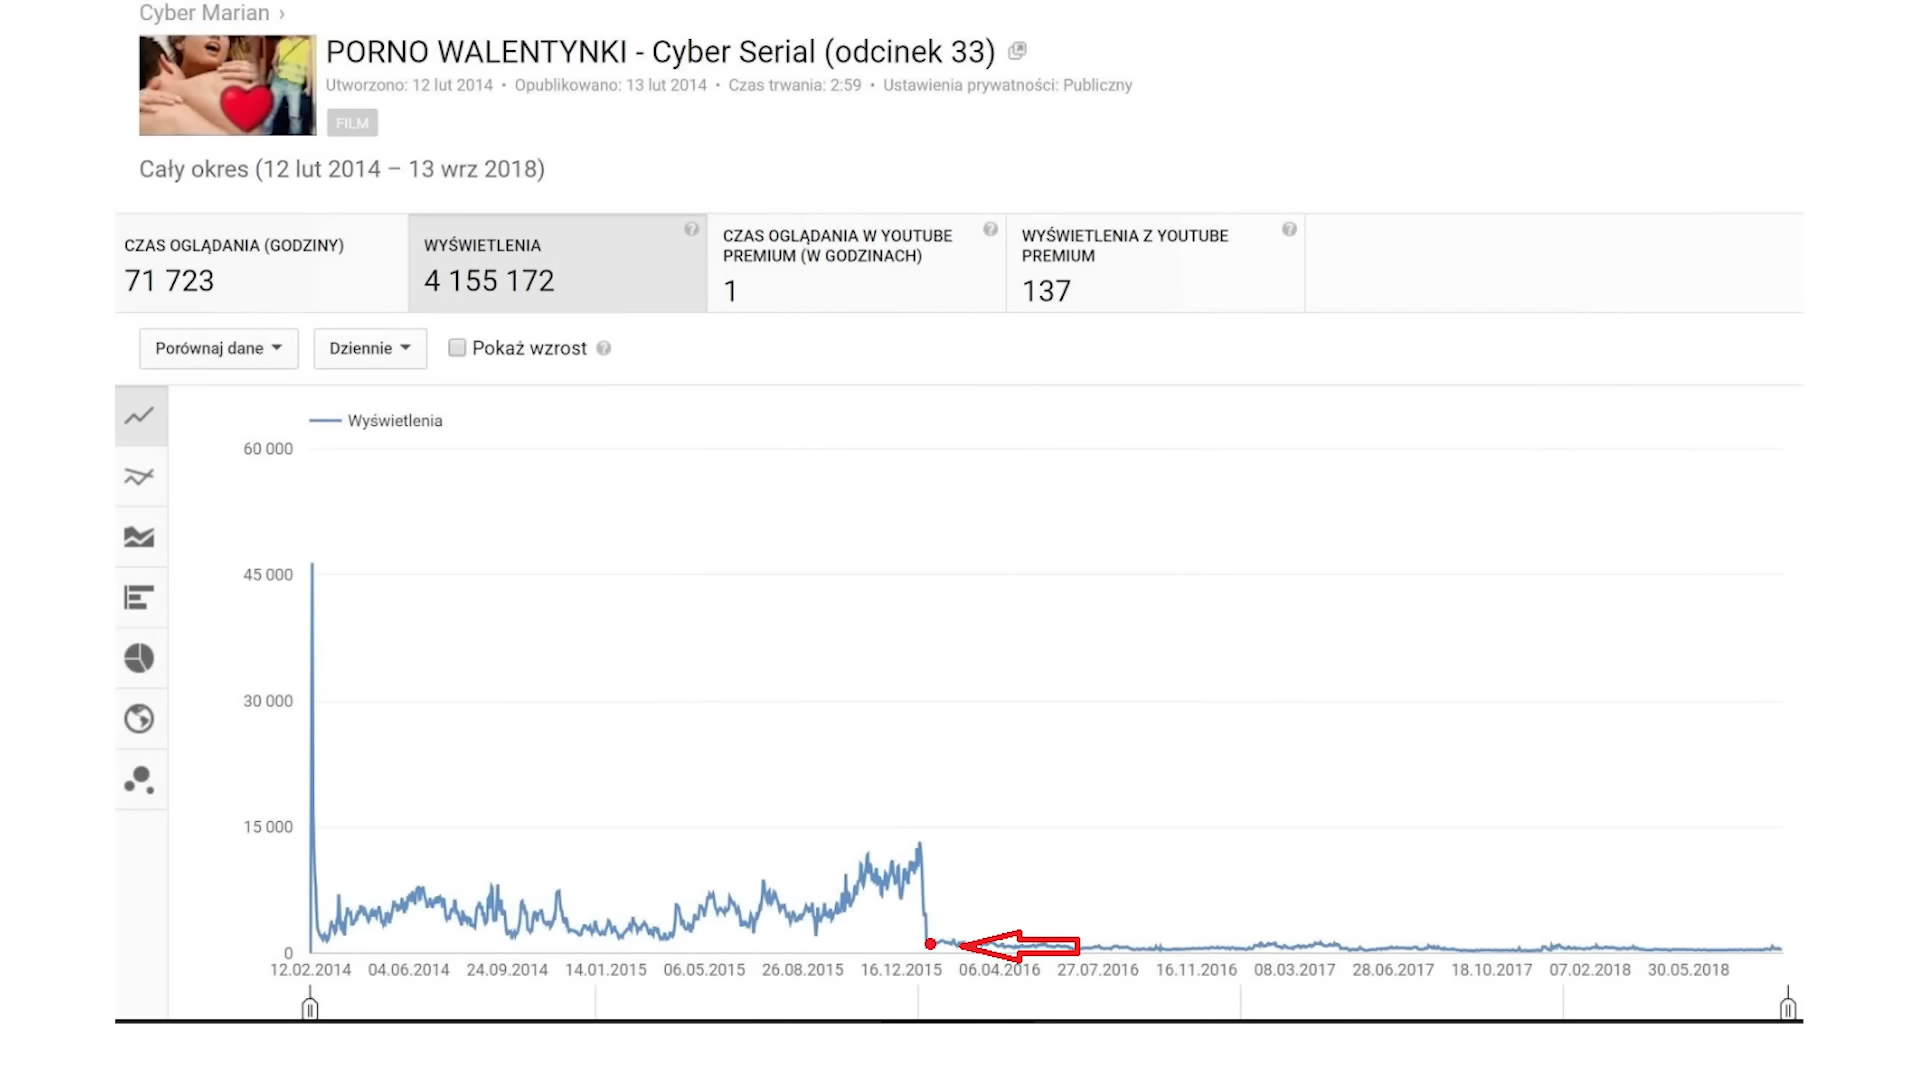 Cyber Marian ›
PORNO WALENTYNKI - Cyber Serial (odcinek 33)
Utworzono: 12 lut 2014 • Opublikowano: 13 lut 2014 • Czas trwania: 2:59 • Ustawienia prywatności: Publiczny
FILM
Cały okres (12 lut 2014 – 13 wrz 2018)
CZAS OGLĄDANIA (GODZINY)
71 723
WYŚWIETLENIA
4 155 172
CZAS OGLĄDANIA W YOUTUBE
PREMIUM (W GODZINACH)
1
WYŚWIETLENIA Z YOUTUBE
PREMIUM
137
Porównaj dane
Dziennie
Pokaż wzrost
Wyświetlenia
60 000
45 000
30 000
15 000
0
12.02.2014 04.06.2014 24.09.2014 14.01.2015 06.05.2015 26.08.2015 16.12.2015 06.04.2016 27.07.2016 16.11.2016 08.03.2017 28.06.2017 18.10.2017 07.02.2018 30.05.2018